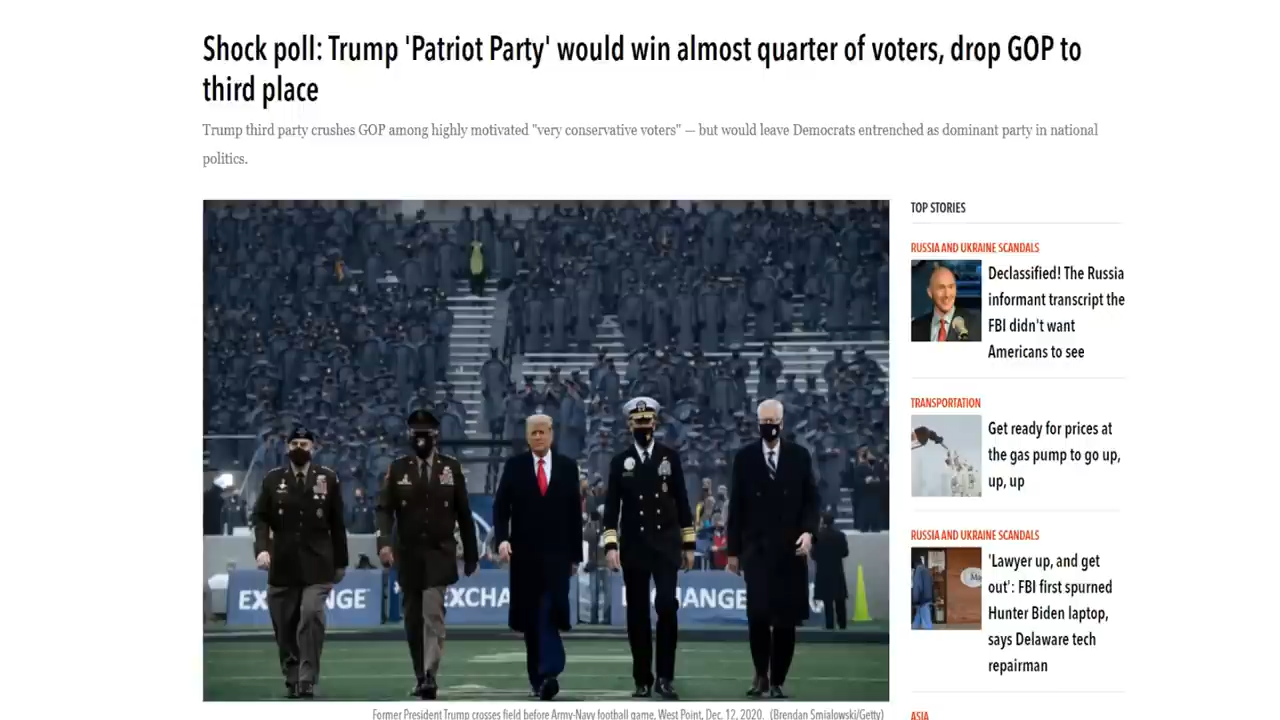 Shock poll: Trump 'Patriot Party' would win almost quarter of voters, drop GOP to
third place
Trump third party crushes GOP among highly motivated "very conservative voters" — but would leave Democrats entrenched as dominant party in national
politics.
TOP STORIES
RUSSIA AND UKRAINE SCANDALS
Declassified! The Russia
informant transcript the
FBI didn't want
Americans to see
TRANSPORTATION
Get ready for prices at
the gas pump to go up,
up, up
RUSSIA AND UKRAINE SCANDALS
'Lawyer up, and get
out': FBI first spurned
Hunter Biden laptop,
says Delaware tech
repairman
ASIA
EX NGE XCHA EXCHANGE
Former President Trump crosses field before Army-Navy football game, West Point, Dec. 12, 2020. (Brendan Smialowski/Getty)